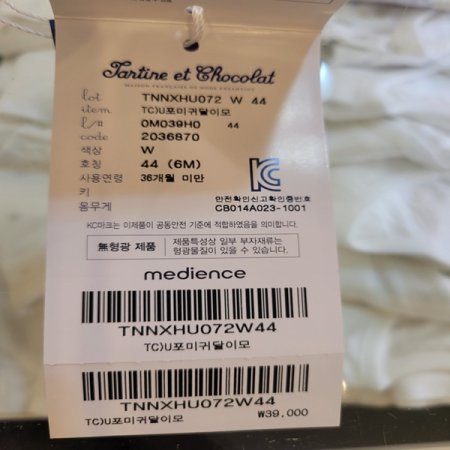 Tartine et Chocolat
MAISON FRANÇAISE DE MODE ENFANTINE
lot TNNXHU072 W 44
item TC)U포미귀달이모
L/# 0M039H0 44
code 2036870
색상 W
호칭 44 (6M)
사용연령 36개월 미만
키
몸무게
안전확인신고확인증번호
CB014A023-1001
KC마크는 이제품이 공동안전 기준에 적합하였음을 의미합니다.
無형광 제품
제품특성상 일부 부자재류는
형광물질이 있을 수 있습니다.
medience
TNNXHU072W44
TC)U포미귀달이모
TNNXHU072W44
TC)U포미귀달이모 ₩39,000